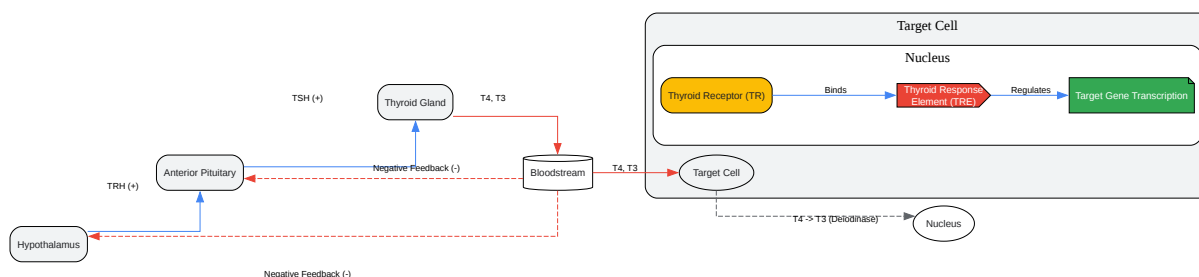 Target Cell
Nucleus
Thyroid Receptor (TR)
Binds
Thyroid Response
Element (TRE)
Regulates
Target Gene Transcription
TSH (+)
Thyroid Gland
T4, T3
Anterior Pituitary
Negative Feedback (-)
Bloodstream
T4, T3
Target Cell
TRH (+)
T4 -> T3 (Deiodinase)
Nucleus
Hypothalamus
Negative Feedback (-)